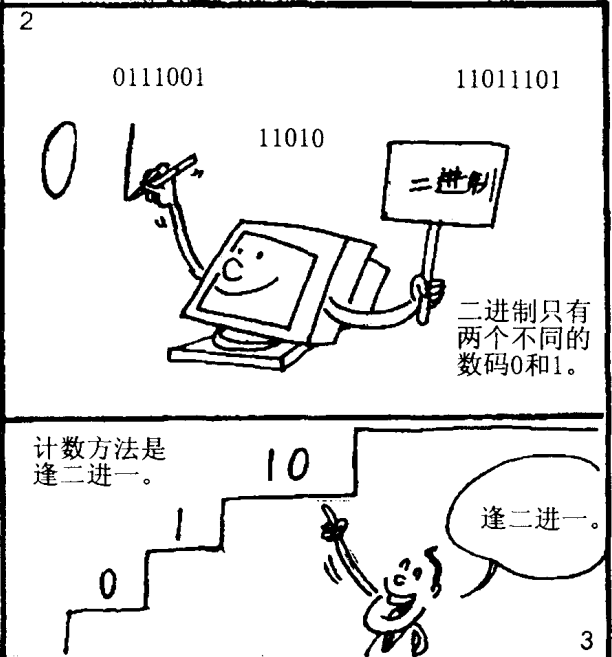 2
0111001
11011101
11010
0 1
二进制
二进制只有
两个不同的
数码0和1。
计数方法是
逢二进一。
10
1
0
逢二进一。
3